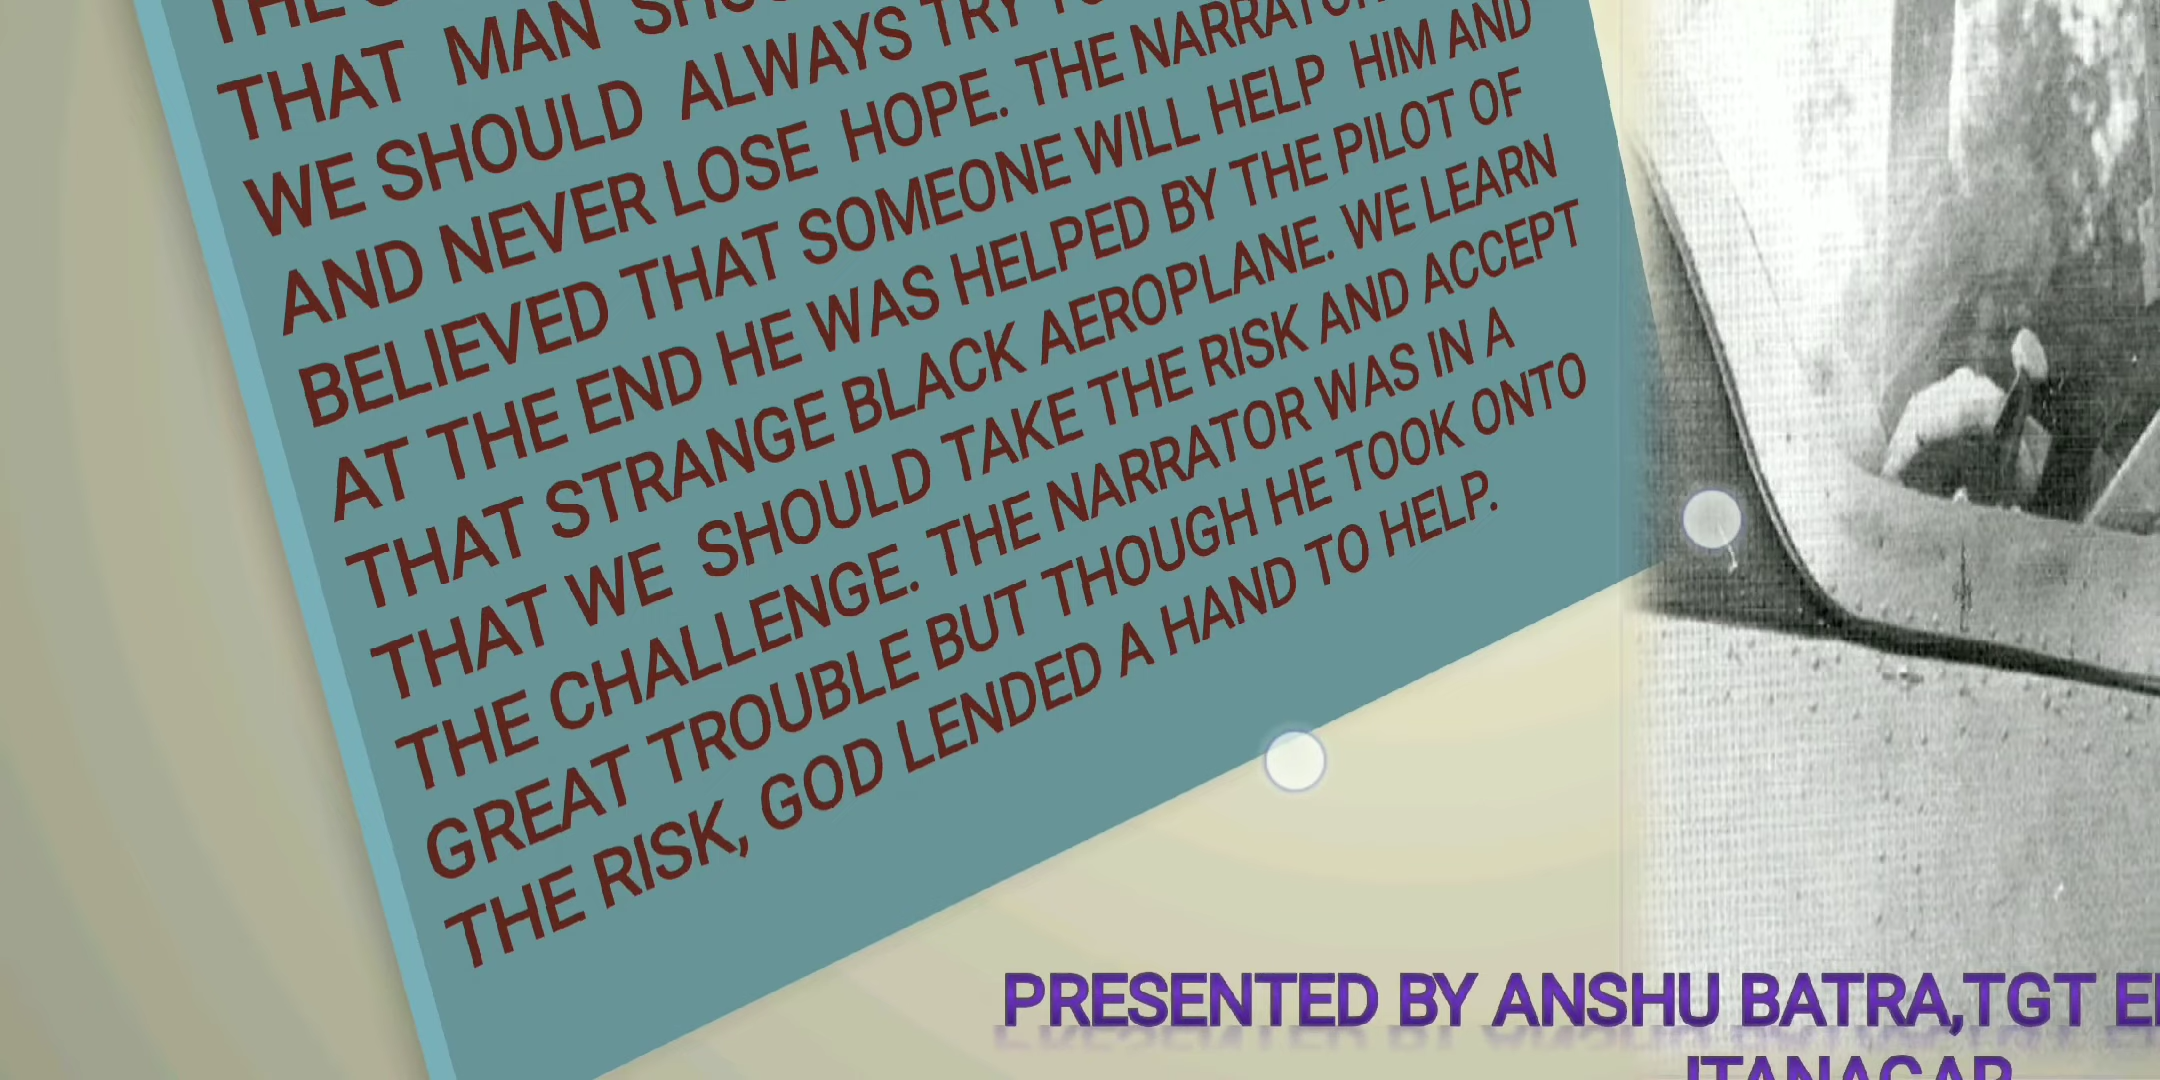 THAT MAN
WE SHOULD ALWAYS TRY
AND NEVER LOSE HOPE. THE NARRATOR
BELIEVED THAT SOMEONE WILL HELP HIM AND
AT THE END HE WAS HELPED BY THE PILOT OF
THAT STRANGE BLACK AEROPLANE. WE LEARN
THAT WE SHOULD TAKE THE RISK AND ACCEPT
THE CHALLENGE. THE NARRATOR WAS IN A
GREAT TROUBLE BUT THOUGH HE TOOK ONTO
THE RISK, GOD LENDED A HAND TO HELP.
PRESENTED BY ANSHU BATRA,TGT
ITANAGAR